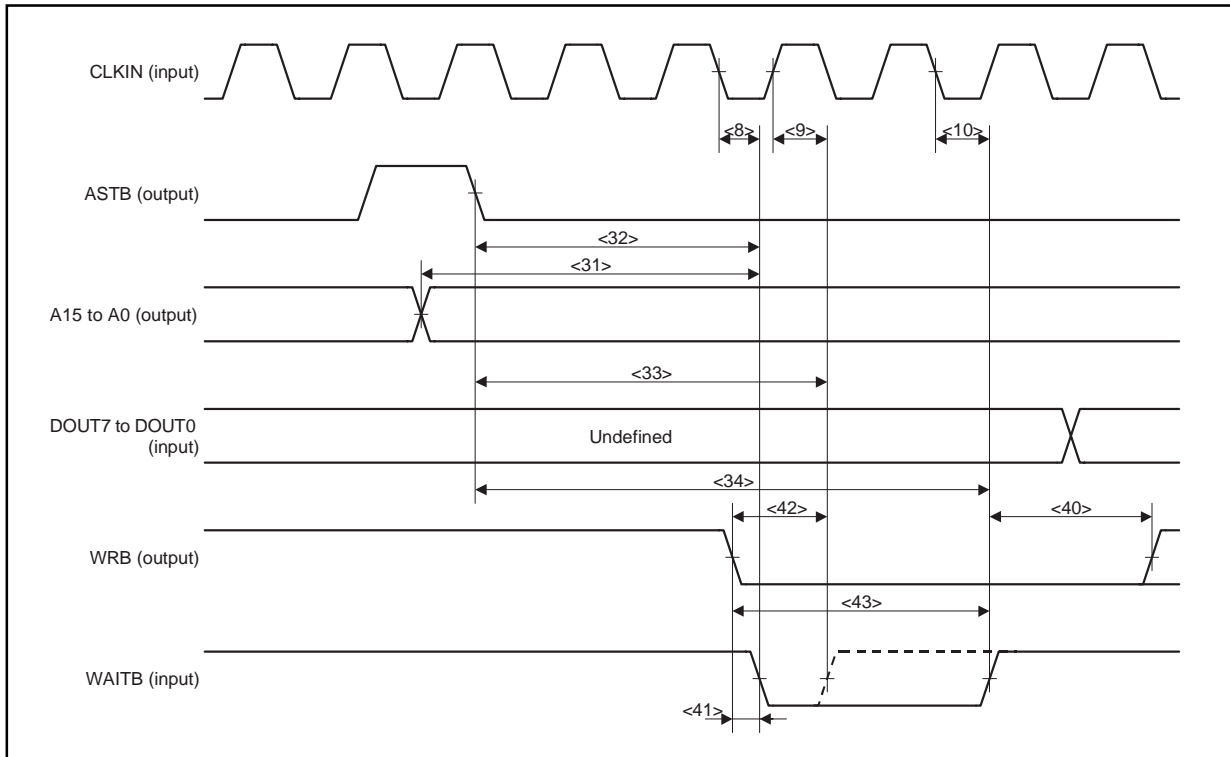 CLKIN (input)
<8>
<9>
<10>
ASTB (output)
<32>
<31>
A15 to A0 (output)
<33>
DOUT7 to DOUT0
(input)
Undefined
<34>
<42>
<40>
WRB (output)
<43>
WAITB (input)
<41>